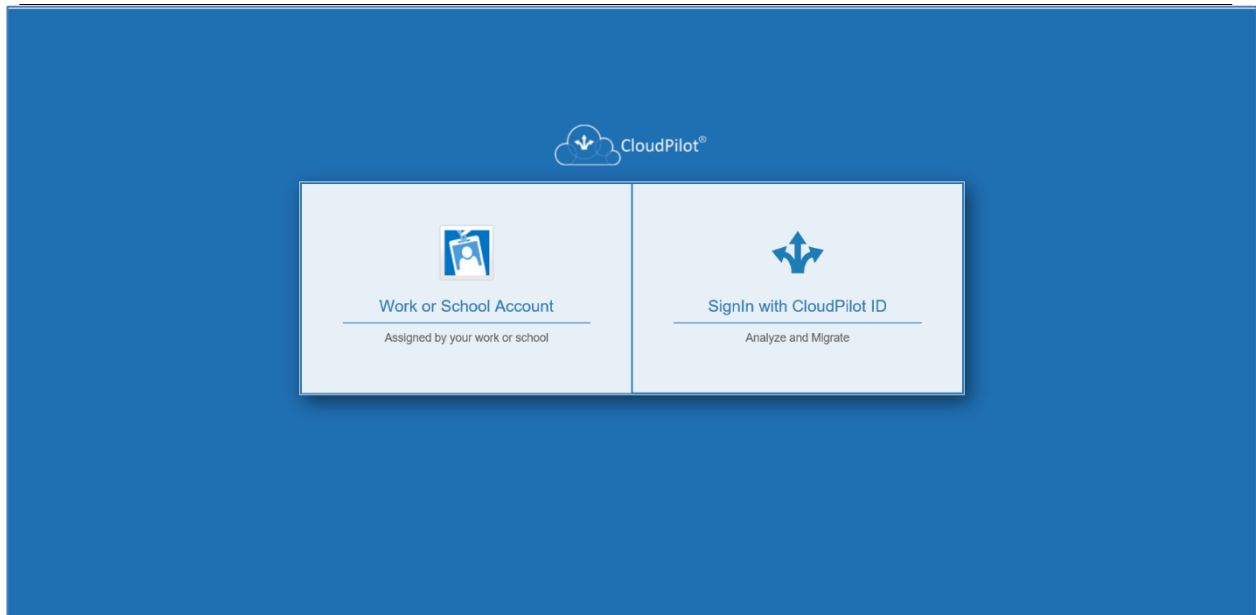 CloudPilot®
Work or School Account
Assigned by your work or school
SignIn with CloudPilot ID
Analyze and Migrate